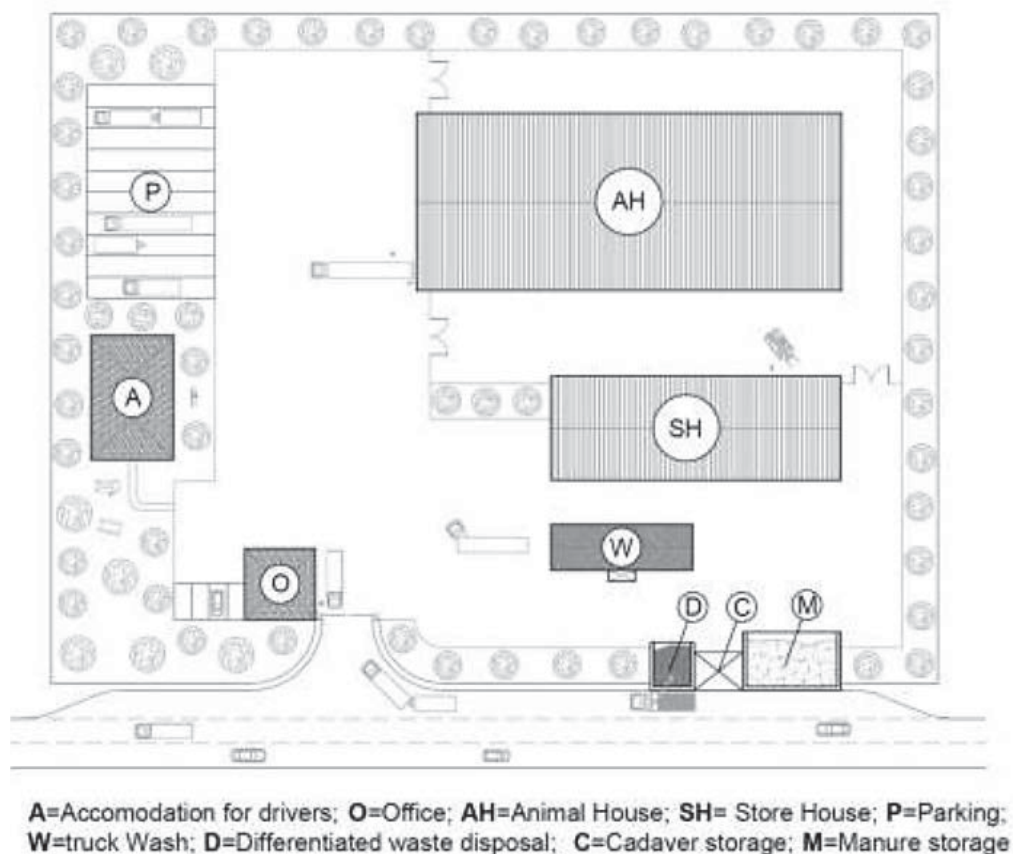 P
AH
A
SH
W
O
D
C
M
A=Accomodation for drivers; O=Office; AH=Animal House; SH= Store House; P=Parking;
W=truck Wash; D=Differentiated waste disposal; C=Cadaver storage; M=Manure storage